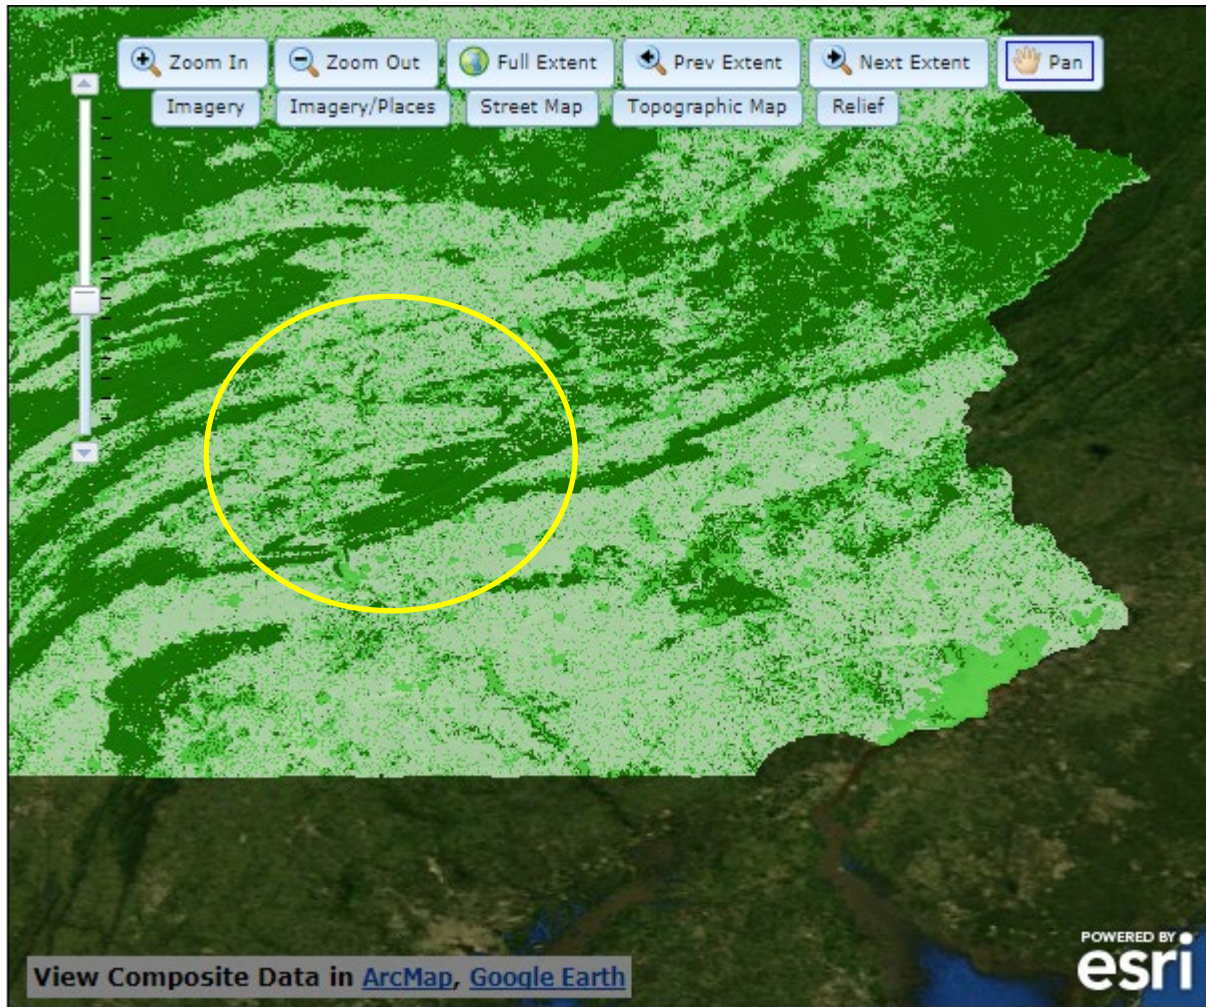 Zoom In Zoom Out Full Extent Prev Extent Next Extent Pan
Imagery Imagery/Places Street Map Topographic Map Relief
POWERED BY
esri
View Composite Data in ArcMap, Google Earth